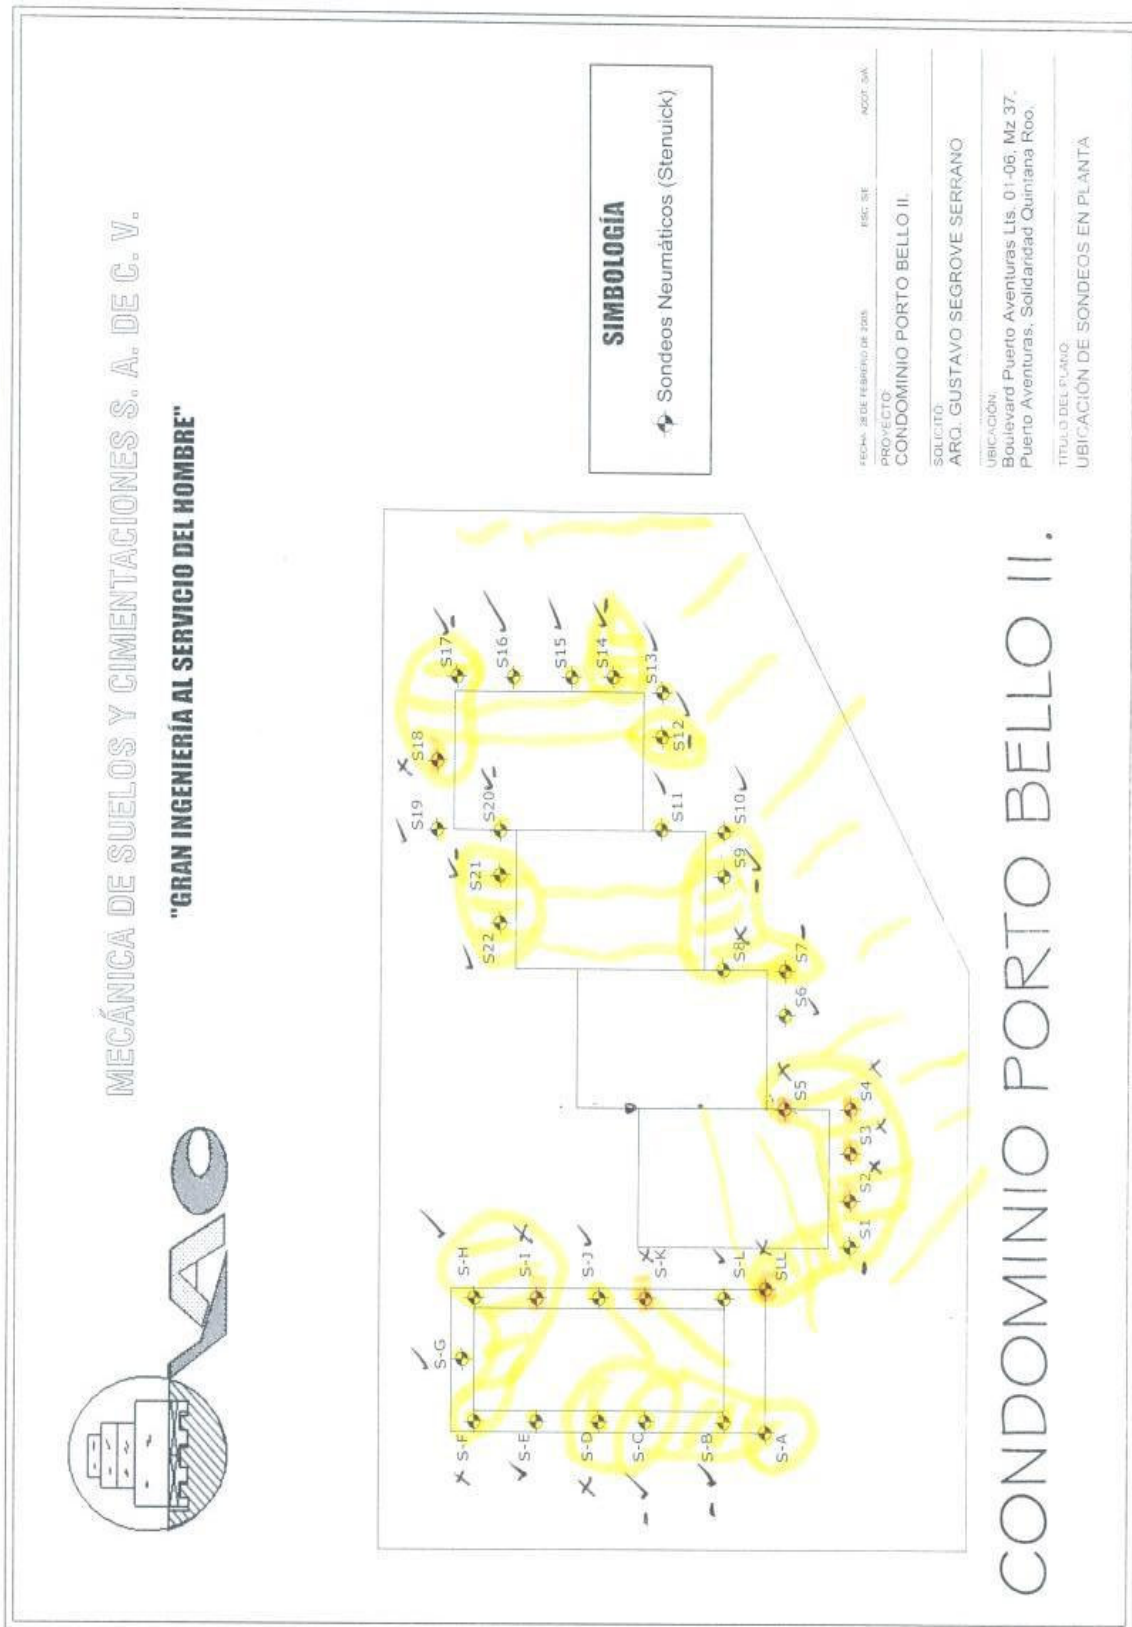 MECÁNICA DE SUELOS Y CIMENTACIONES S. A. DE C. V.
"GRAN INGENIERÍA AL SERVICIO DEL HOMBRE"
SIMBOLOGÍA
Sondeos Neumáticos (Stenuick)
S-F
S-G
S-H
S-E
S-I
S-D
S-J
S-C
S-K
S-B
S-L
S-A
SLL
S1
S2
S3
S4
S5
S6
S7
S8
S9
S10
S11
S12
S13
S14
S15
S16
S17
S18
S19
S20
S21
S22
FECHA: 28 DE FEBRERO DE 2005 ESC: S/E ACOT: S/A
PROYECTO:
CONDOMINIO PORTO BELLO II.
SOLICITÓ:
ARQ. GUSTAVO SEGROVE SERRANO
UBICACIÓN:
Boulevard Puerto Aventuras Lts. 01-06, Mz 37,
Puerto Aventuras, Solidaridad Quintana Roo.
TITULO DEL PLANO:
UBICACIÓN DE SONDEOS EN PLANTA
CONDOMINIO PORTO BELLO II.